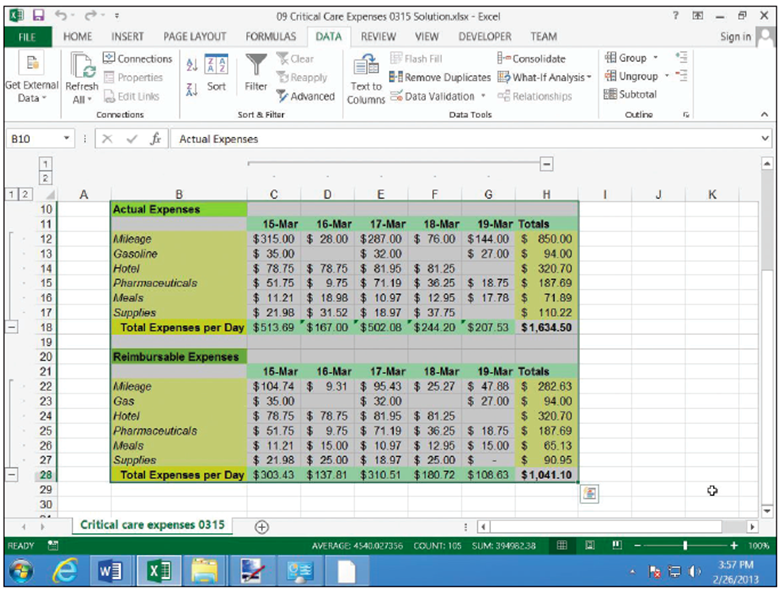 09 Critical Care Expenses 0315 Solution.xlsx - Excel
FILE HOME INSERT PAGE LAYOUT FORMULAS DATA REVIEW VIEW DEVELOPER TEAM Sign in
Get External Data
Refresh All
Connections
Properties
Edit Links
Connections
Sort
Filter
Clear
Reapply
Advanced
Sort & Filter
Text to Columns
Flash Fill
Remove Duplicates
Data Validation
Consolidate
What-If Analysis
Relationships
Data Tools
Group
Ungroup
Subtotal
Outline
B10 fx Actual Expenses
1
2
1 2 A B C D E F G H I J K
10 Actual Expenses
11 15-Mar 16-Mar 17-Mar 18-Mar 19-Mar Totals
12 Mileage $315.00 $ 28.00 $287.00 $ 76.00 $144.00 $ 850.00
13 Gasoline $ 35.00 $ 32.00 $ 27.00 $ 94.00
14 Hotel $ 78.75 $ 78.75 $ 81.95 $ 81.25 $ 320.70
15 Pharmaceuticals $ 51.75 $ 9.75 $ 71.19 $ 36.25 $ 18.75 $ 187.69
16 Meals $ 11.21 $ 18.98 $ 10.97 $ 12.95 $ 17.78 $ 71.89
17 Supplies $ 21.98 $ 31.52 $ 18.97 $ 37.75 $ 110.22
18 Total Expenses per Day $513.69 $167.00 $502.08 $244.20 $207.53 $1,634.50
19
20 Reimbursable Expenses
21 15-Mar 16-Mar 17-Mar 18-Mar 19-Mar Totals
22 Mileage $104.74 $ 9.31 $ 95.43 $ 25.27 $ 47.88 $ 282.63
23 Gas $ 35.00 $ 32.00 $ 27.00 $ 94.00
24 Hotel $ 78.75 $ 78.75 $ 81.95 $ 81.25 $ 320.70
25 Pharmaceuticals $ 51.75 $ 9.75 $ 71.19 $ 36.25 $ 18.75 $ 187.69
26 Meals $ 11.21 $ 15.00 $ 10.97 $ 12.95 $ 15.00 $ 65.13
27 Supplies $ 21.98 $ 25.00 $ 18.97 $ 25.00 $ - $ 90.95
28 Total Expenses per Day $303.43 $137.81 $310.51 $180.72 $108.63 $1,041.10
29
30
Critical care expenses 0315
READY AVERAGE: 4540.027356 COUNT: 105 SUM: 394982.38 100%
3:57 PM
2/26/2013